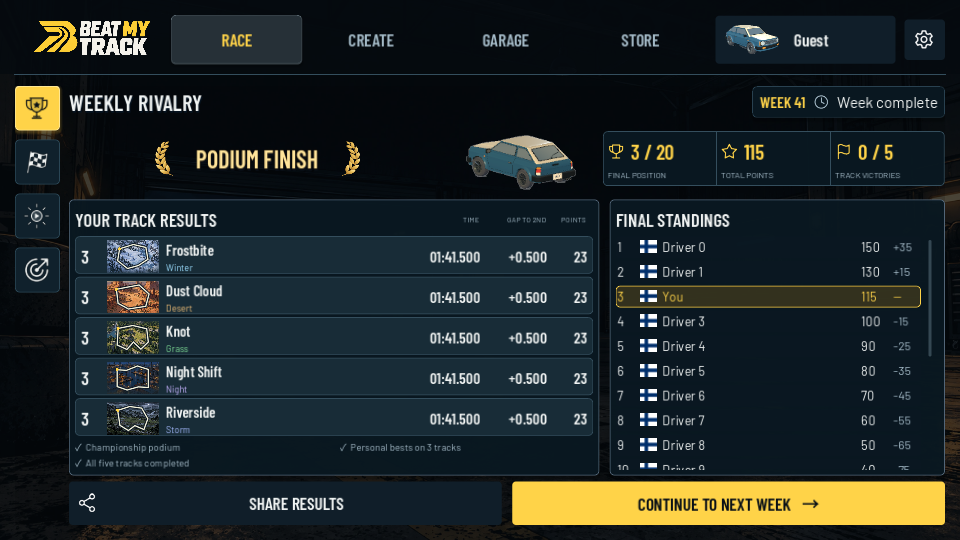 BEAT MY TRACK
RACE CREATE GARAGE STORE Guest
WEEKLY RIVALRY
WEEK 41 Week complete
PODIUM FINISH
3 / 20 115 0 / 5
FINAL POSITION TOTAL POINTS TRACK VICTORIES
YOUR TRACK RESULTS TIME GAP TO 2ND POINTS
3 Frostbite 01:41.500 +0.500 23
Winter
3 Dust Cloud 01:41.500 +0.500 23
Desert
3 Knot 01:41.500 +0.500 23
Grass
3 Night Shift 01:41.500 +0.500 23
Night
3 Riverside 01:41.500 +0.500 23
Storm
✓ Championship podium ✓ Personal bests on 3 tracks
✓ All five tracks completed
FINAL STANDINGS
1 Driver 0 150 +35
2 Driver 1 130 +15
3 You 115 –
4 Driver 3 100 -15
5 Driver 4 90 -25
6 Driver 5 80 -35
7 Driver 6 70 -45
8 Driver 7 60 -55
9 Driver 8 50 -65
10 Driver 9 40 -75
SHARE RESULTS
CONTINUE TO NEXT WEEK →